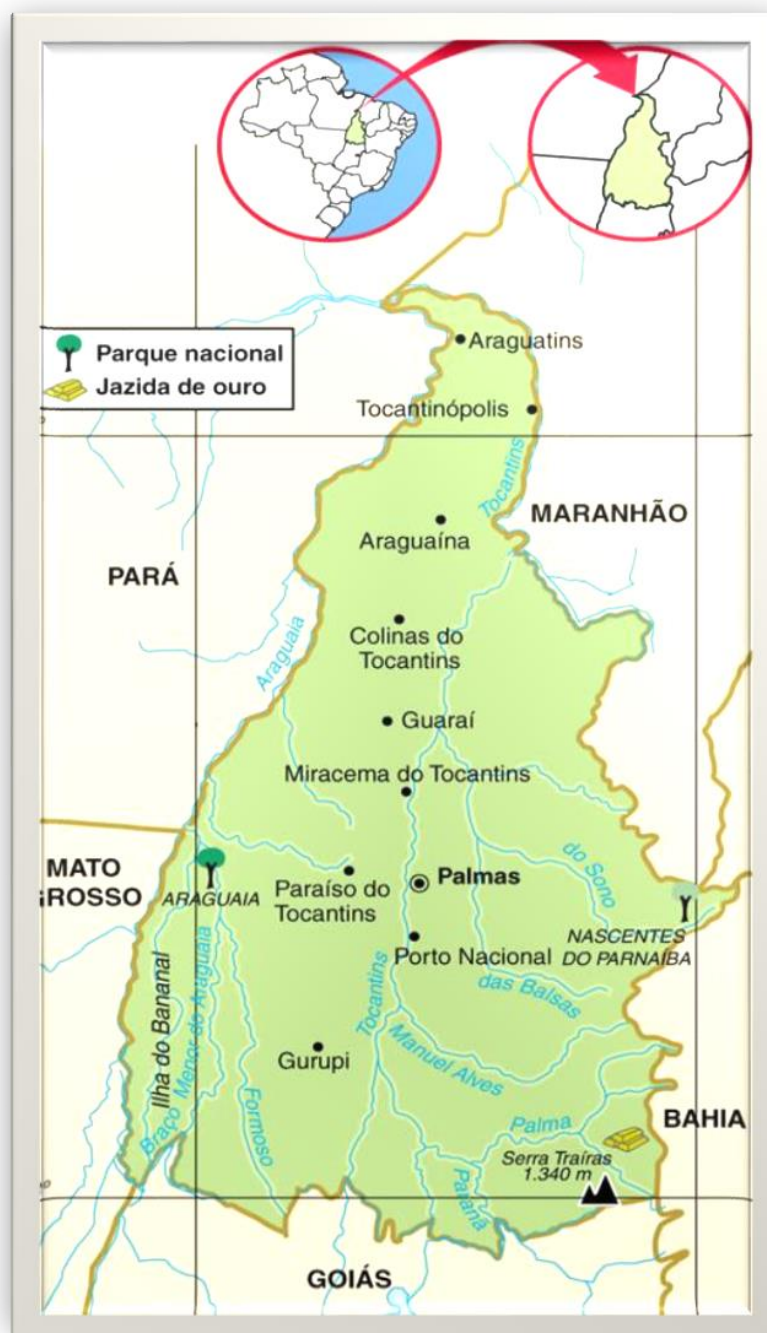 Parque nacional
Jazida de ouro
Araguatins
Tocantinópolis
Tocantins
MARANHÃO
Araguaína
PARÁ
Colinas do
Tocantins
Araguaia
Guaraí
Miracema do Tocantins
MATO
GROSSO
ARAGUAIA
Paraíso do
Tocantins
Palmas
do Sono
Porto Nacional
NASCENTES
DO PARNAÍBA
das Balsas
Ilha do Bananal
Braço Menor do Araguaia
Tocantins
Manuel Alves
Gurupi
Formoso
Palma
BAHIA
Serra Traíras
1.340 m
Paranã
GOIÁS